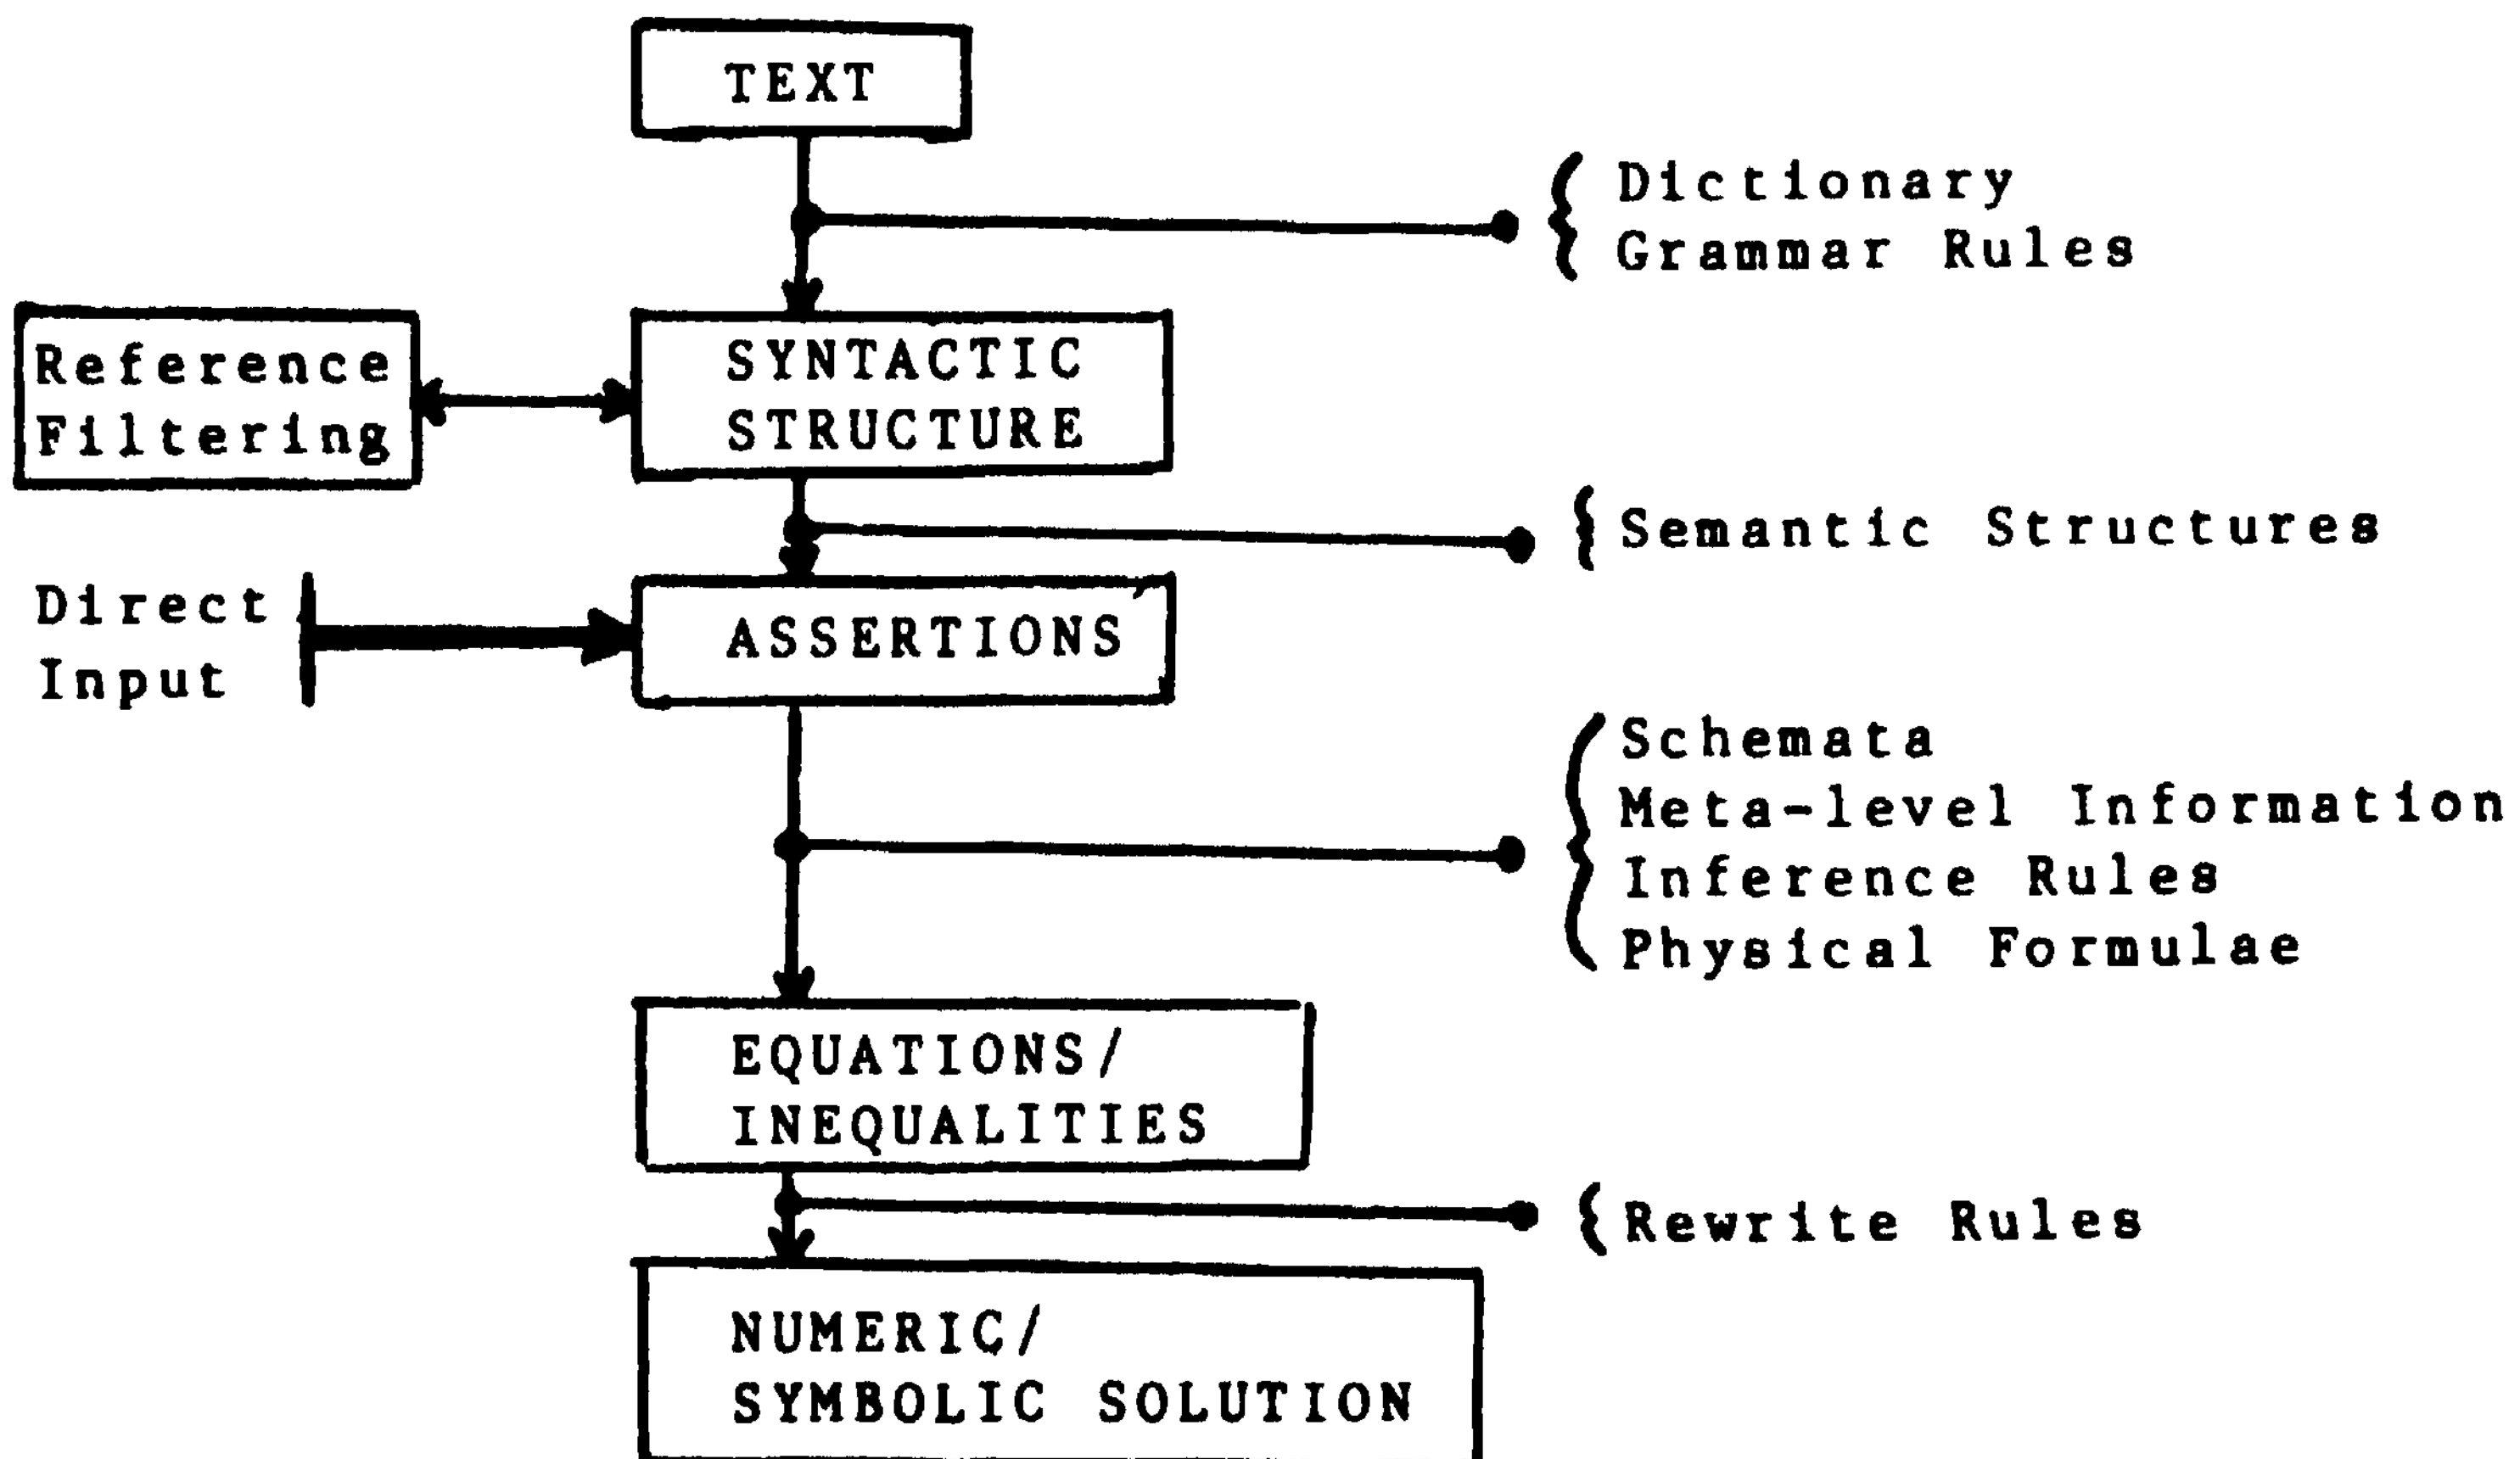 TEXT
Dictionary
Grammar Rules
Reference
Filtering
SYNTACTIC
STRUCTURE
Semantic Structures
Direct
Input
ASSERTIONS
Schemata
Meta-level Information
Inference Rules
Physical Formulae
EQUATIONS/
INEQUALITIES
Rewrite Rules
NUMERIC/
SYMBOLIC SOLUTION